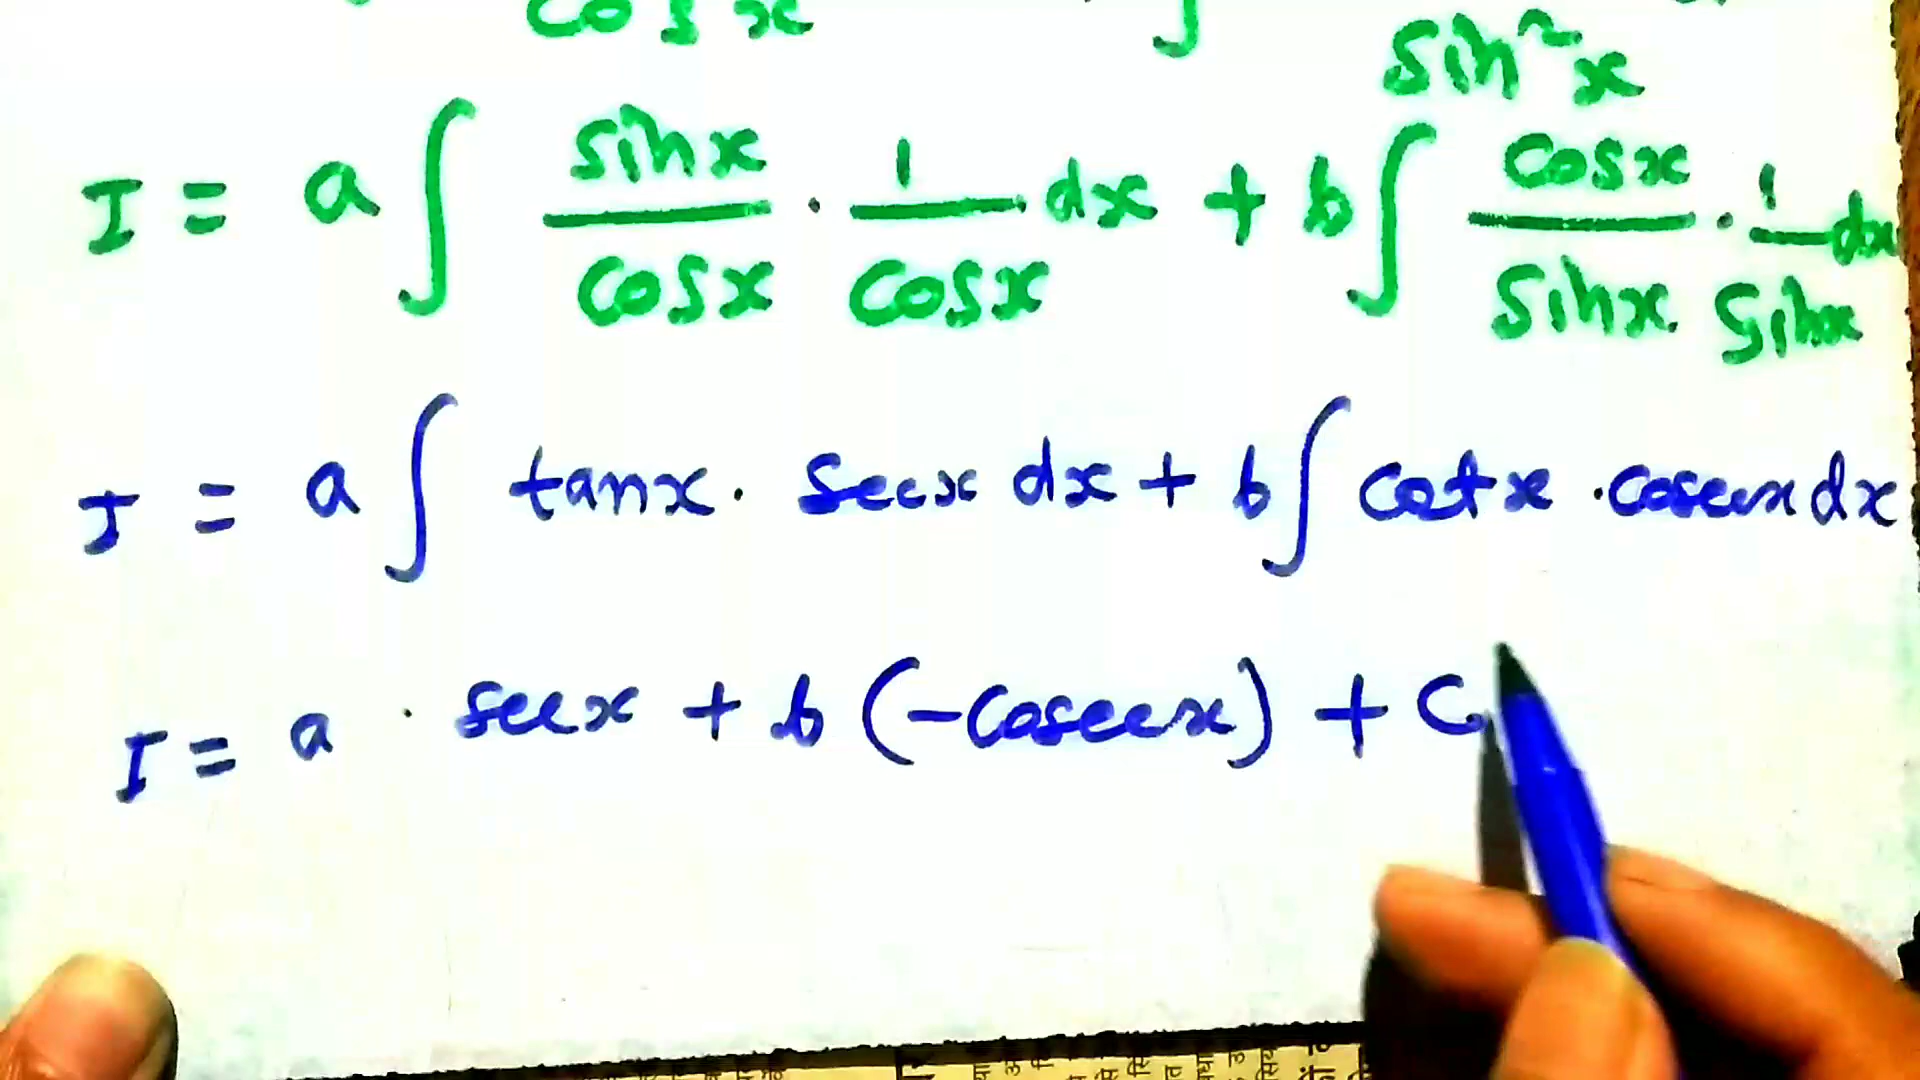 cos²x ∫ sin²x
I = a∫ sinx/cosx · 1/cosx dx + b∫ cosx/sinx · 1/sinx dx
I = a∫ tanx · secx dx + b∫ cotx · cosecx dx
I = a · secx + b(-cosecx) + C